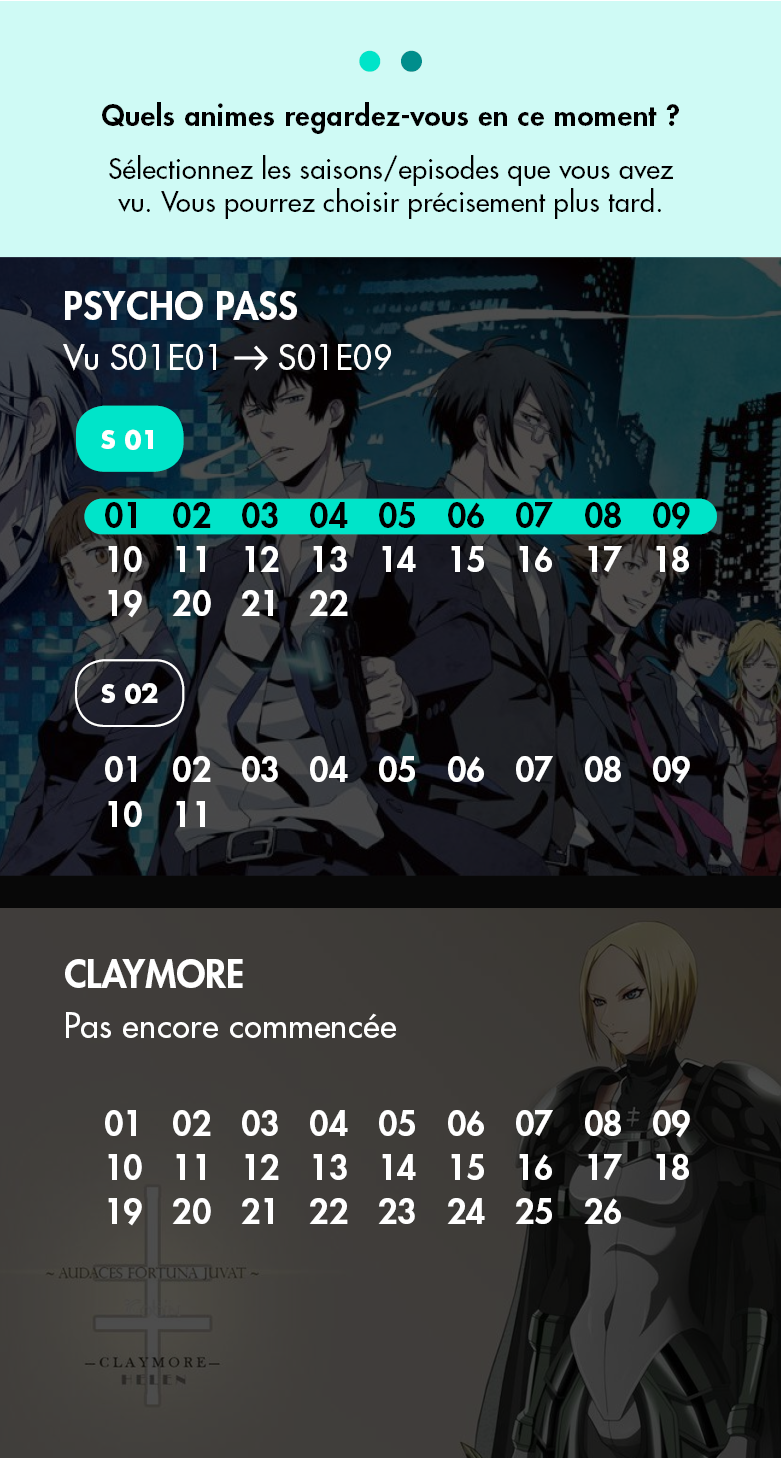 Quels animes regardez-vous en ce moment ?
Sélectionnez les saisons/episodes que vous avez
vu. Vous pourrez choisir précisement plus tard.
PSYCHO PASS
Vu S01E01 → S01E09
S 01
01 02 03 04 05 06 07 08 09
10 11 12 13 14 15 16 17 18
19 20 21 22
S 02
01 02 03 04 05 06 07 08 09
10 11
CLAYMORE
Pas encore commencée
01 02 03 04 05 06 07 08 09
10 11 12 13 14 15 16 17 18
19 20 21 22 23 24 25 26
~ AUDACES FORTUNA JUVAT ~
—CLAYMORE—
HELEN